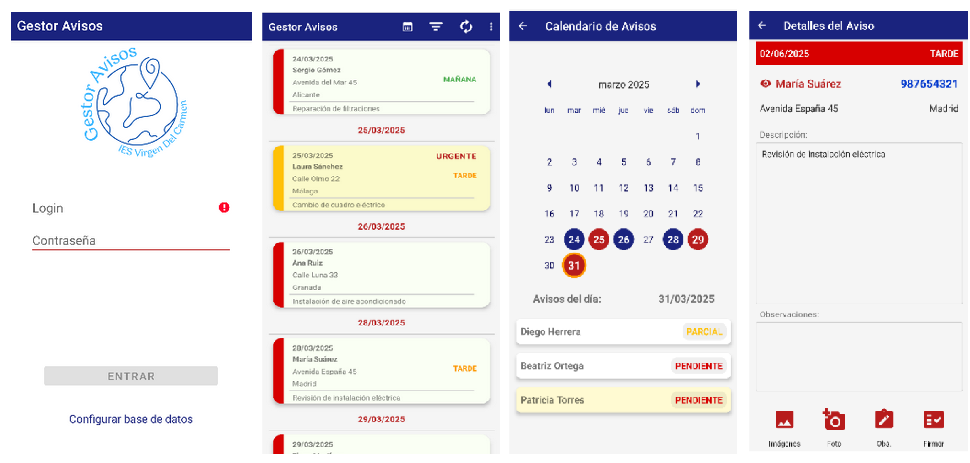 Gestor Avisos
Gestor Avisos
IES Virgen Del Carmen
Login
Contraseña
ENTRAR
Configurar base de datos
Gestor Avisos
24/03/2025
Sergio Gómez
Avenida del Mar 45
MAÑANA
Alicante
Reparación de filtraciones
25/03/2025
25/03/2025
URGENTE
Laura Sánchez
Calle Olmo 22
TARDE
Málaga
Cambio de cuadro eléctrico
26/03/2025
26/03/2025
Ana Ruiz
Calle Luna 33
Granada
Instalación de aire acondicionado
28/03/2025
28/03/2025
María Suárez
Avenida España 45
TARDE
Madrid
Revisión de instalación eléctrica
29/03/2025
29/03/2025
Calendario de Avisos
marzo 2025
lun mar mié jue vie sáb dom
1
2 3 4 5 6 7 8
9 10 11 12 13 14 15
16 17 18 19 20 21 22
23 24 25 26 27 28 29
30 31
Avisos del día: 31/03/2025
Diego Herrera PARCIA...
Beatriz Ortega PENDIENTE
Patricia Torres PENDIENTE
Detalles del Aviso
02/06/2025 TARDE
María Suárez 987654321
Avenida España 45 Madrid
Descripción:
Revisión de instalación eléctrica
Observaciones:
Imágenes Foto Obs. Firmar